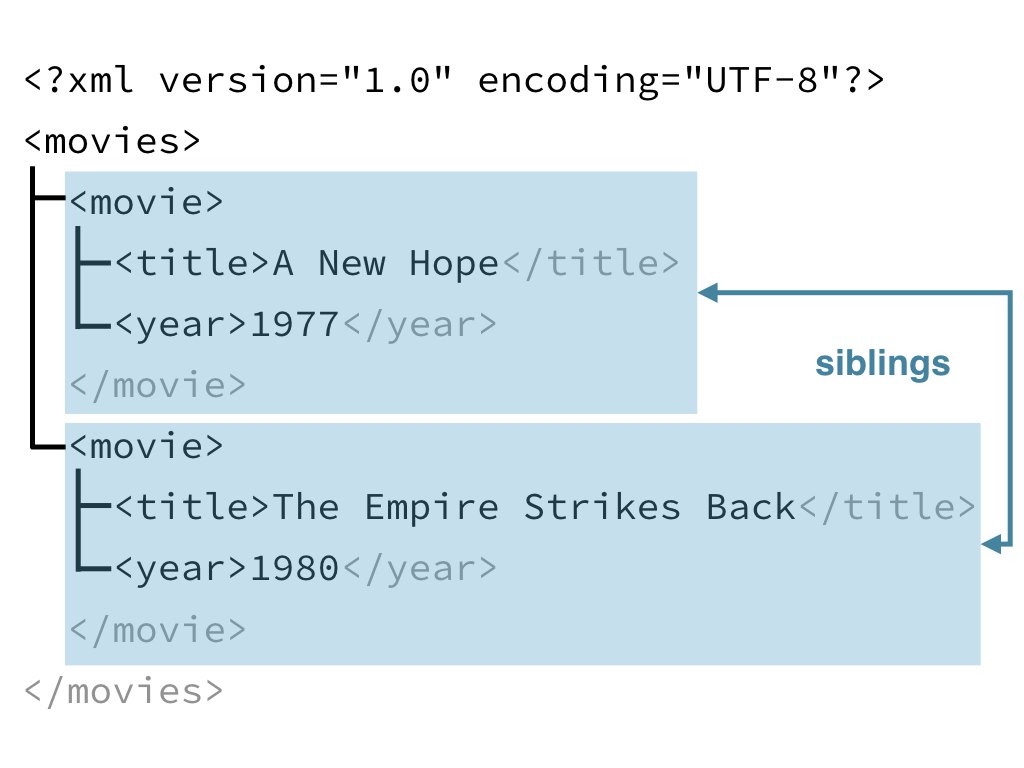 <?xml version="1.0" encoding="UTF-8"?>
<movies>
<movie>
<title>A New Hope</title>
<year>1977</year>
siblings
</movie>
<movie>
<title>The Empire Strikes Back</title>
<year>1980</year>
</movie>
</movies>